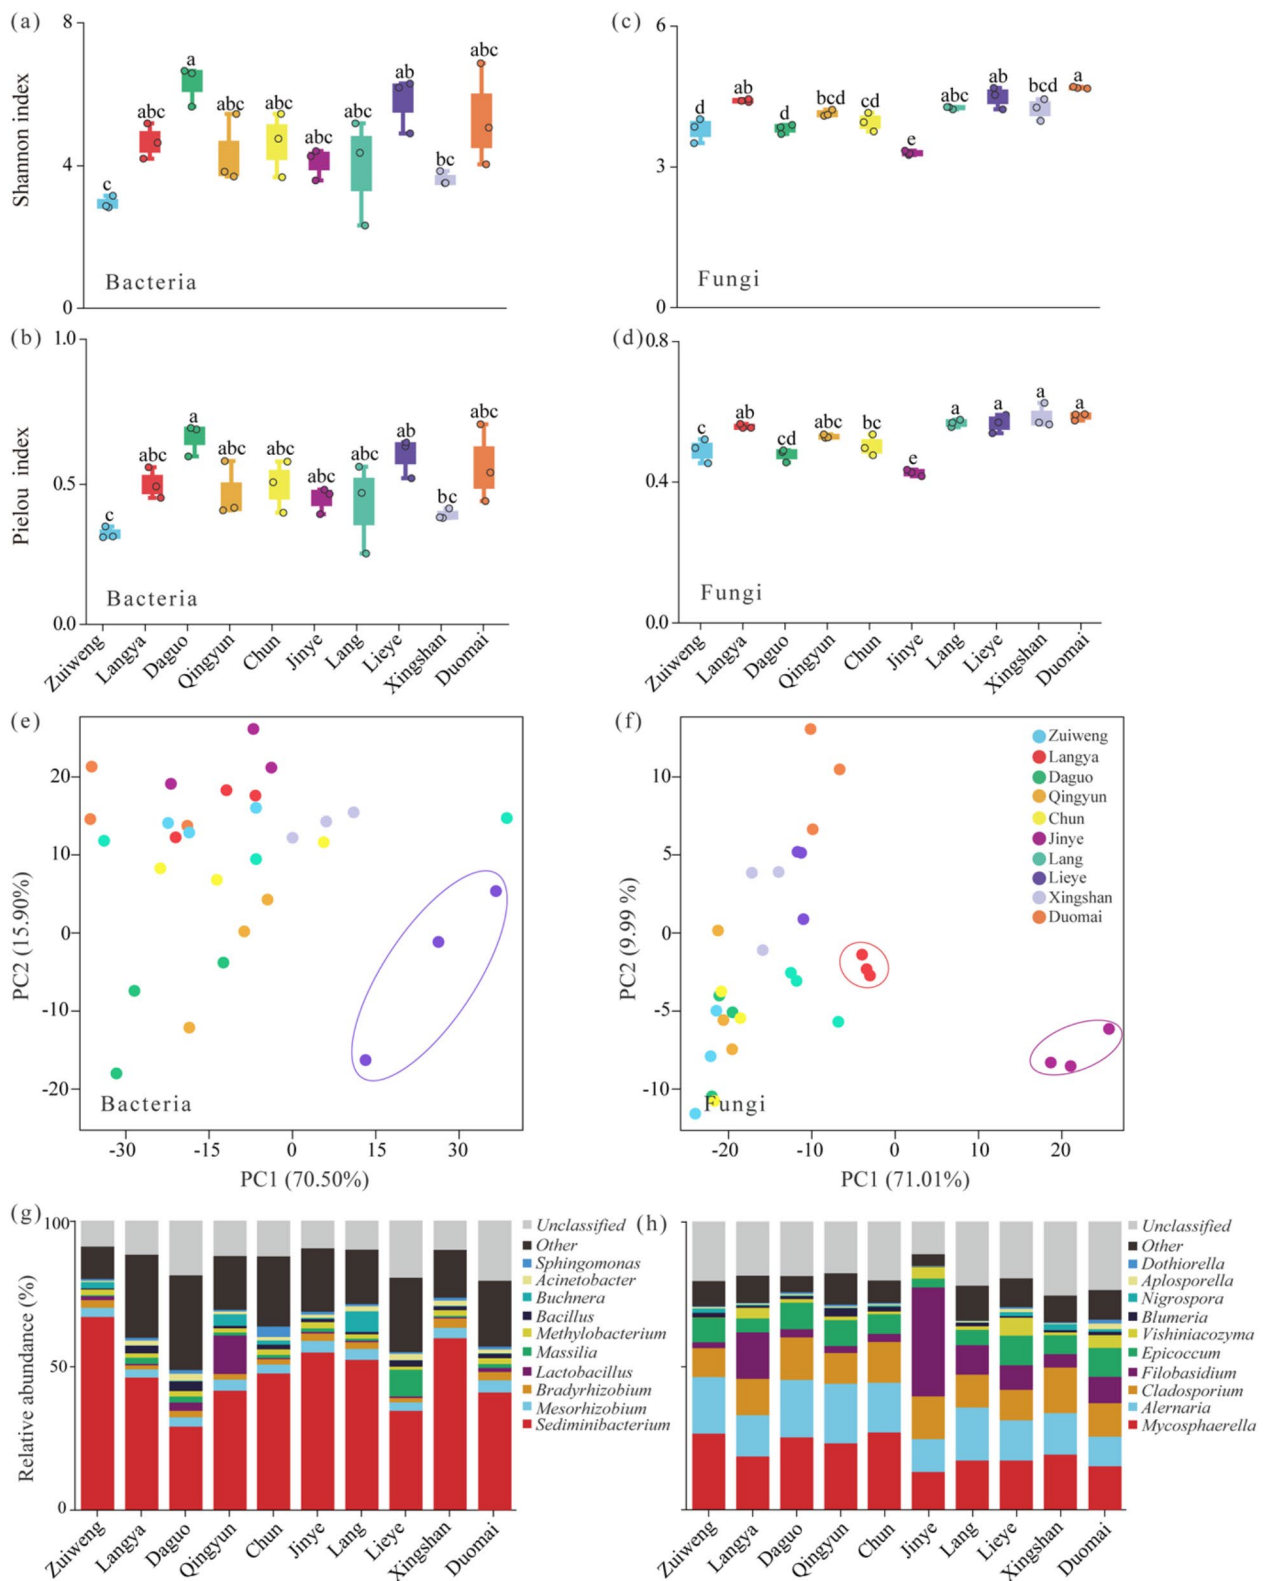 (a)
8
4
0
Shannon index
c
abc
a
abc
abc
abc
abc
ab
bc
abc
Bacteria
(c)
6
3
0
d
ab
d
bcd
cd
e
abc
ab
bcd
a
Fungi
(b)
1.0
0.5
0.0
Pielou index
c
abc
a
abc
abc
abc
abc
ab
bc
abc
Bacteria
Zuiweng
Langya
Daguo
Qingyun
Chun
Jinye
Lang
Lieye
Xingshan
Duomai
(d)
0.8
0.4
0.0
c
ab
cd
abc
bc
e
a
a
a
a
Fungi
Zuiweng
Langya
Daguo
Qingyun
Chun
Jinye
Lang
Lieye
Xingshan
Duomai
(e)
20
10
0
-10
-20
PC2 (15.90%)
Bacteria
-30
-15
0
15
30
PC1 (70.50%)
(f)
10
5
0
-5
-10
PC2 (9.99 %)
Zuiweng
Langya
Daguo
Qingyun
Chun
Jinye
Lang
Lieye
Xingshan
Duomai
Fungi
-20
-10
0
10
20
PC1 (71.01%)
(g)
100
50
0
Relative abundance (%)
Unclassified
Other
Sphingomonas
Acinetobacter
Buchnera
Bacillus
Methylobacterium
Massilia
Lactobacillus
Bradyrhizobium
Mesorhizobium
Sediminibacterium
Zuiweng
Langya
Daguo
Qingyun
Chun
Jinye
Lang
Lieye
Xingshan
Duomai
(h)
Unclassified
Other
Dothiorella
Aplosporella
Nigrospora
Blumeria
Vishniacozyma
Epicoccum
Filobasidium
Cladosporium
Alernaria
Mycosphaerella
Zuiweng
Langya
Daguo
Qingyun
Chun
Jinye
Lang
Lieye
Xingshan
Duomai